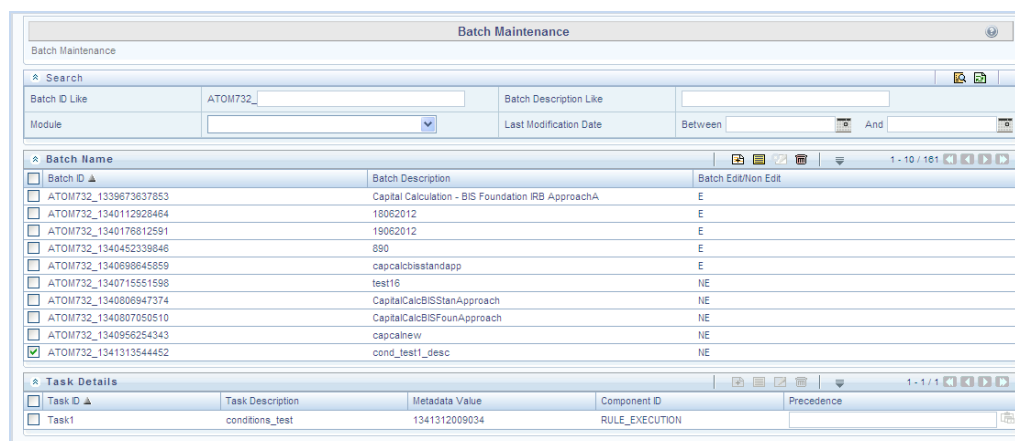 Batch Maintenance
Batch Maintenance
Search
Batch ID Like ATOM732_ Batch Description Like
Module Last Modification Date Between And
Batch Name 1 - 10 / 161
Batch ID Batch Description Batch Edit/Non Edit
ATOM732_1339673637853 Capital Calculation - BIS Foundation IRB ApproachA E
ATOM732_1340112928464 18062012 E
ATOM732_1340176812591 19062012 E
ATOM732_1340452339846 890 E
ATOM732_1340698645859 capcalcbisstandapp E
ATOM732_1340715551598 test16 NE
ATOM732_1340806947374 CapitalCalcBISStanApproach NE
ATOM732_1340807050510 CapitalCalcBISFounApproach NE
ATOM732_1340956254343 capcalnew NE
ATOM732_1341313544452 cond_test1_desc NE
Task Details 1 - 1 / 1
Task ID Task Description Metadata Value Component ID Precedence
Task1 conditions_test 1341312009034 RULE_EXECUTION